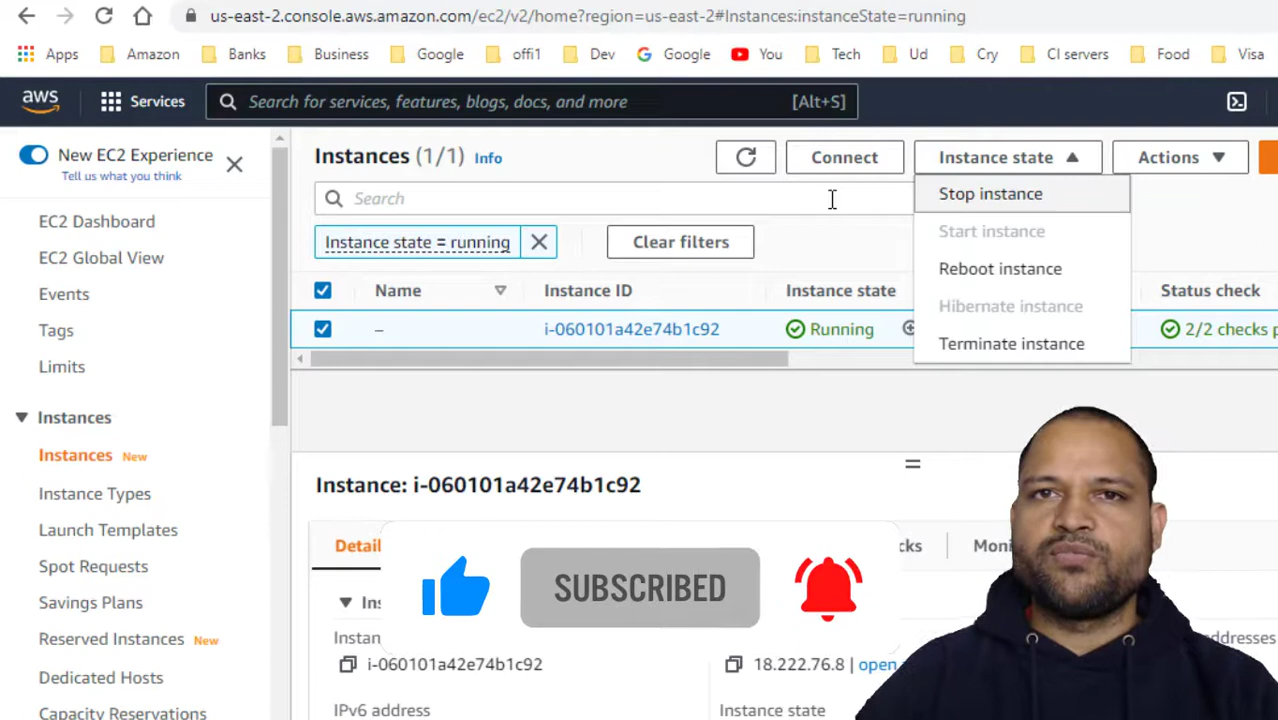 us-east-2.console.aws.amazon.com/ec2/v2/home?region=us-east-2#Instances:instanceState=running
Apps Amazon Banks Business Google offi1 Dev Google You Tech Ud Cry CI servers Food Visa
aws Services Search for services, features, blogs, docs, and more [Alt+S]
New EC2 Experience
Tell us what you think
EC2 Dashboard
EC2 Global View
Events
Tags
Limits
Instances
Instances New
Instance Types
Launch Templates
Spot Requests
Savings Plans
Reserved Instances New
Dedicated Hosts
Capacity Reservations
Instances (1/1) Info
Connect
Instance state
Actions
Search
Stop instance
Start instance
Reboot instance
Hibernate instance
Terminate instance
Instance state = running
Clear filters
Name Instance ID Instance state Status check
– i-060101a42e74b1c92 Running 2/2 checks p
Instance: i-060101a42e74b1c92
Detail
cks
Moni
SUBSCRIBED
Ins
Instan
ddresses
i-060101a42e74b1c92
18.222.76.8 | open
IPv6 address
Instance state